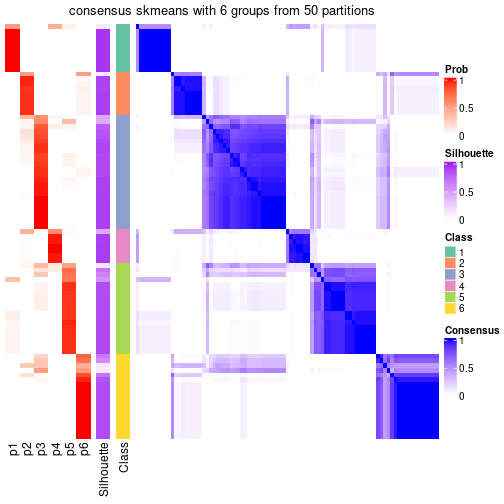 consensus skmeans with 6 groups from 50 partitions
Prob
1
0.5
0
Silhouette
1
0.5
0
Class
1
2
3
4
5
6
Consensus
1
0.5
0
p1
p2
p3
p4
p5
p6
Silhouette
Class